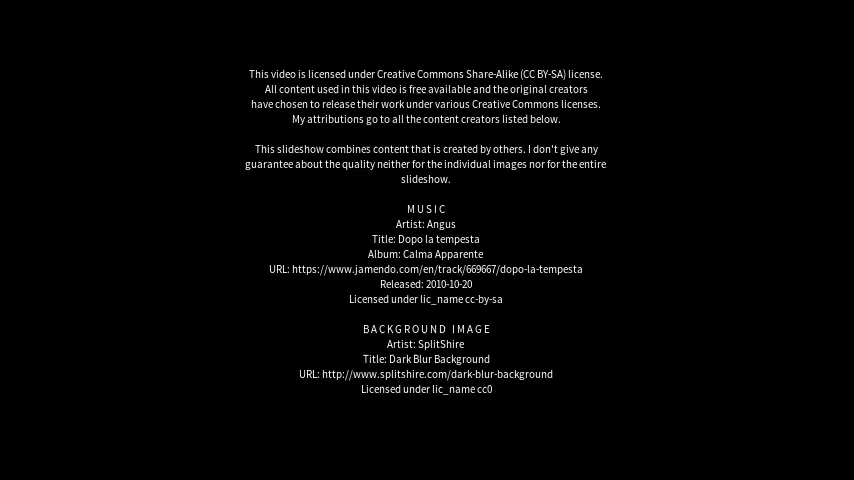 This video is licensed under Creative Commons Share-Alike (CC BY-SA) license.
All content used in this video is free available and the original creators
have chosen to release their work under various Creative Commons licenses.
My attributions go to all the content creators listed below.
This slideshow combines content that is created by others. I don't give any
guarantee about the quality neither for the individual images nor for the entire
slideshow.
MUSIC
Artist: Angus
Title: Dopo la tempesta
Album: Calma Apparente
URL: https://www.jamendo.com/en/track/669667/dopo-la-tempesta
Released: 2010-10-20
Licensed under lic_name cc-by-sa
BACKGROUND IMAGE
Artist: SplitShire
Title: Dark Blur Background
URL: http://www.splitshire.com/dark-blur-background
Licensed under lic_name cc0